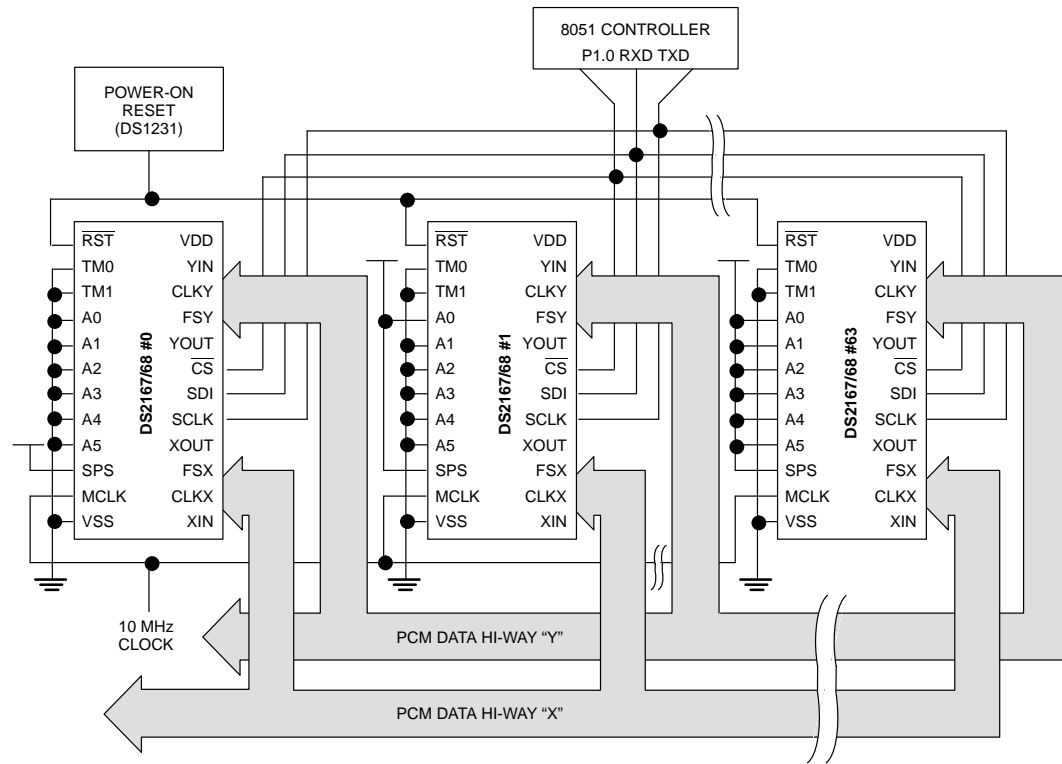 8051 CONTROLLER
P1.0 RXD TXD
POWER-ON
RESET
(DS1231)
RST VDD
TM0 YIN
TM1 CLKY
A0 FSY
A1 YOUT
A2 CS
A3 SDI
A4 SCLK
A5 XOUT
SPS FSX
MCLK CLKX
VSS XIN
DS2167/68 #0
RST VDD
TM0 YIN
TM1 CLKY
A0 FSY
A1 YOUT
A2 CS
A3 SDI
A4 SCLK
A5 XOUT
SPS FSX
MCLK CLKX
VSS XIN
DS2167/68 #1
RST VDD
TM0 YIN
TM1 CLKY
A0 FSY
A1 YOUT
A2 CS
A3 SDI
A4 SCLK
A5 XOUT
SPS FSX
MCLK CLKX
VSS XIN
DS2167/68 #63
10 MHz
CLOCK
PCM DATA HI-WAY “Y”
PCM DATA HI-WAY “X”